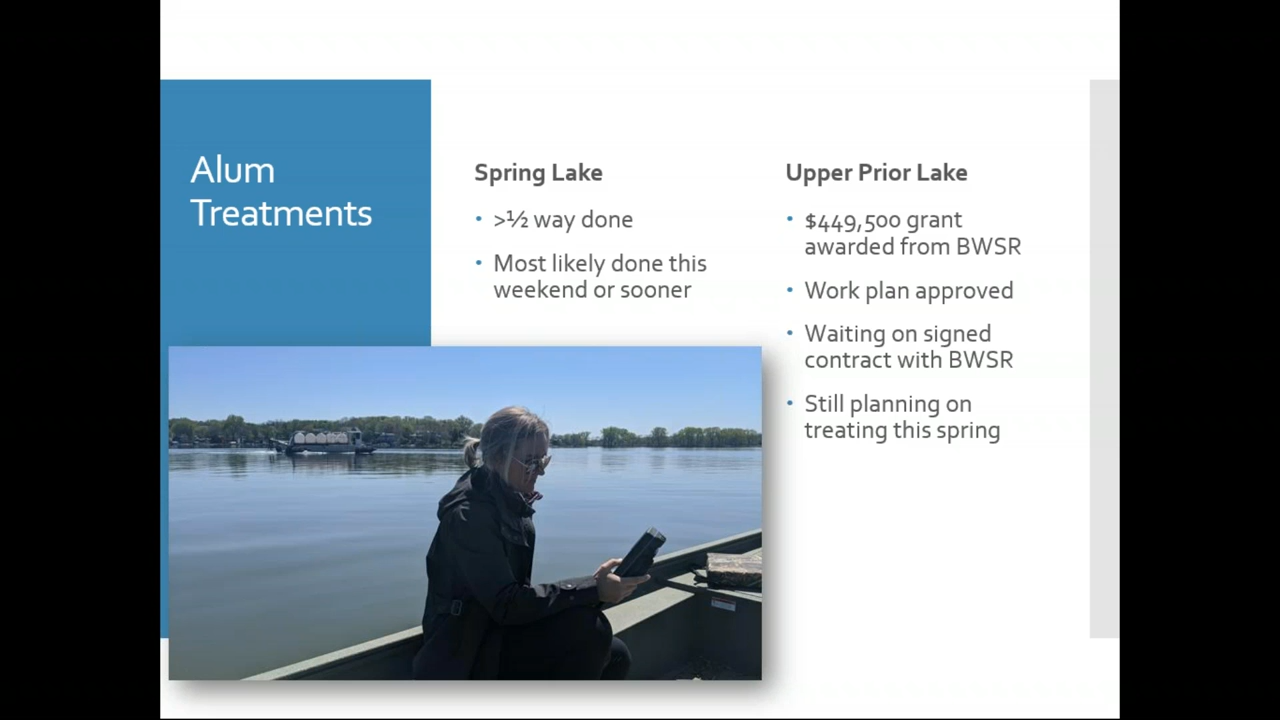 Alum
Treatments
Spring Lake
• >½ way done
• Most likely done this
weekend or sooner
Upper Prior Lake
• $449,500 grant
awarded from BWSR
• Work plan approved
• Waiting on signed
contract with BWSR
• Still planning on
treating this spring